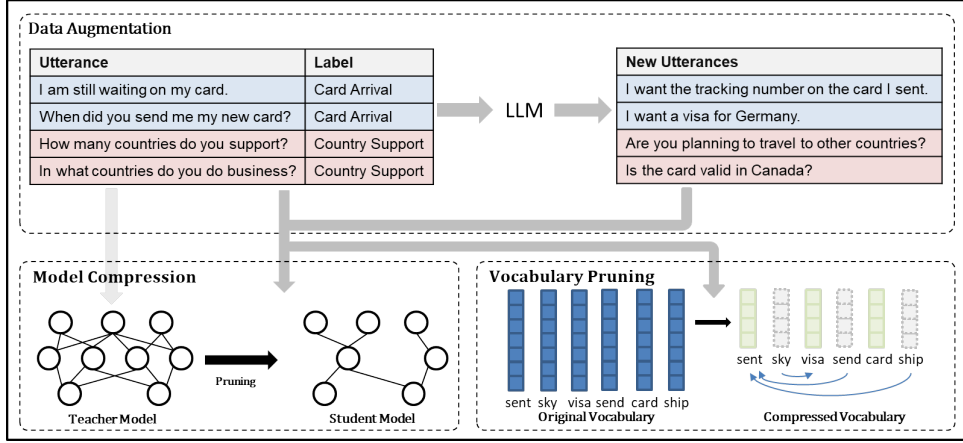 Data Augmentation
Utterance Label
I am still waiting on my card. Card Arrival
When did you send me my new card? Card Arrival
How many countries do you support? Country Support
In what countries do you do business? Country Support
LLM
New Utterances
I want the tracking number on the card I sent.
I want a visa for Germany.
Are you planning to travel to other countries?
Is the card valid in Canada?
Model Compression
Pruning
Teacher Model
Student Model
Vocabulary Pruning
sent sky visa send card ship
Original Vocabulary
sent sky visa send card ship
Compressed Vocabulary